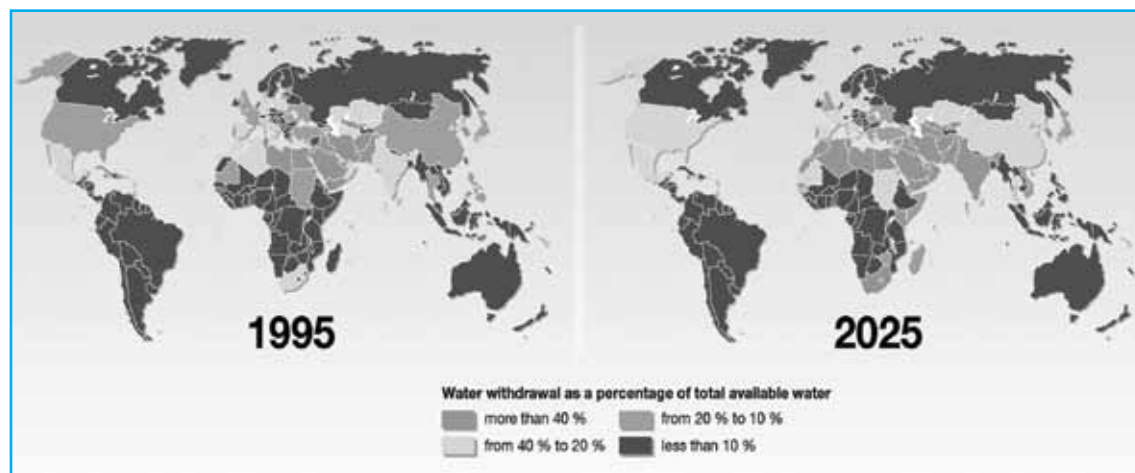 1995
2025
Water withdrawal as a percentage of total available water
more than 40 %
from 20 % to 10 %
from 40 % to 20 %
less than 10 %